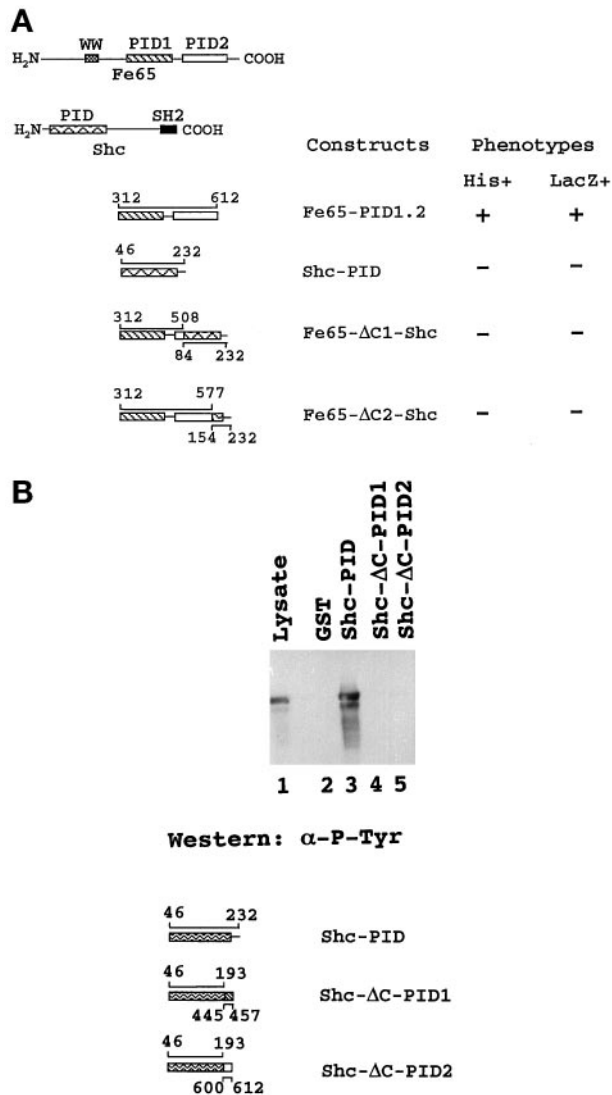 A
WW PID1 PID2
H₂N COOH
Fe65
PID SH2
H₂N COOH
Shc
Constructs Phenotypes
His+ LacZ+
312 612
Fe65-PID1.2 + +
46 232
Shc-PID − −
312 508
Fe65-ΔC1-Shc − −
84 232
312 577
Fe65-ΔC2-Shc − −
154 232
B
Lysate
GST
Shc-PID
Shc-ΔC-PID1
Shc-ΔC-PID2
1 2 3 4 5
Western: α-P-Tyr
46 232
Shc-PID
46 193
Shc-ΔC-PID1
445 457
46 193
Shc-ΔC-PID2
600 612